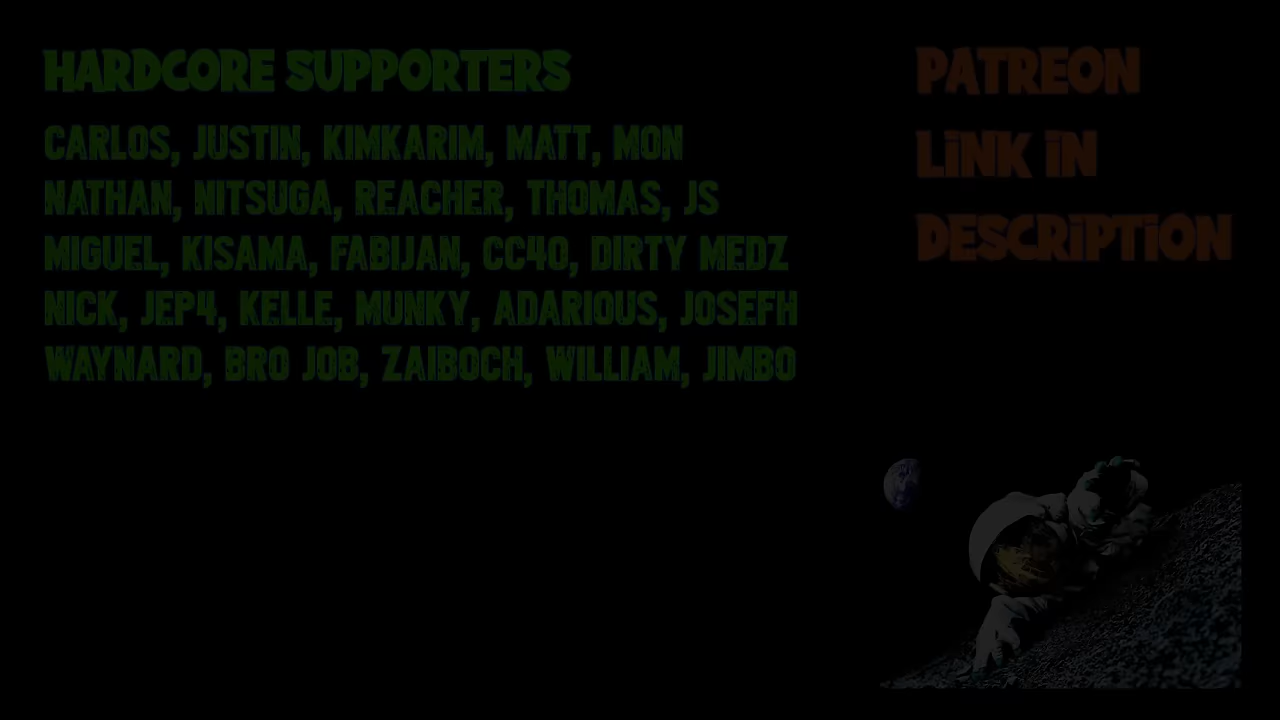 HARDCORE SUPPORTERS
CARLOS, JUSTIN, KIMKARIM, MATT, MON
NATHAN, NITSUGA, REACHER, THOMAS, JS
MIGUEL, KISAMA, FABIJAN, CC40, DIRTY MEDZ
NICK, JEP4, KELLE, MUNKY, ADARIOUS, JOSEFH
WAYNARD, BRO JOB, ZAIBOCH, WILLIAM, JIMBO
PATREON
LINK IN
DESCRIPTION